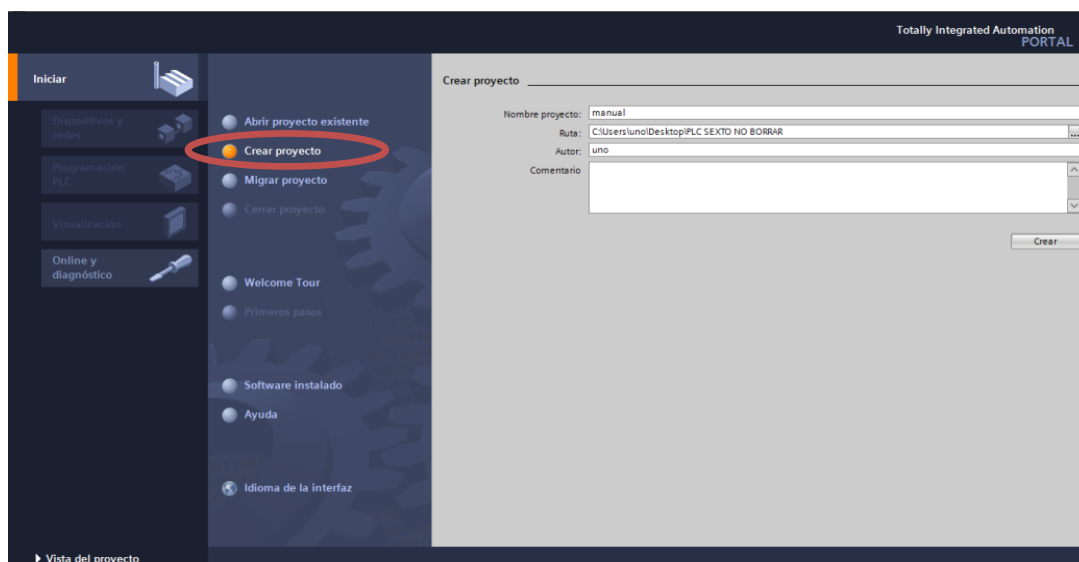 Totally Integrated Automation
PORTAL
Iniciar
Dispositivos y
redes
Programación
PLC
Visualización
Online y
diagnóstico
Abrir proyecto existente
Crear proyecto
Migrar proyecto
Cerrar proyecto
Welcome Tour
Primeros pasos
Software instalado
Ayuda
Idioma de la interfaz
Crear proyecto
Nombre proyecto: manual
Ruta: C:\Users\uno\Desktop\PLC SEXTO NO BORRAR
...
Autor: uno
Comentario
Crear
Vista del proyecto